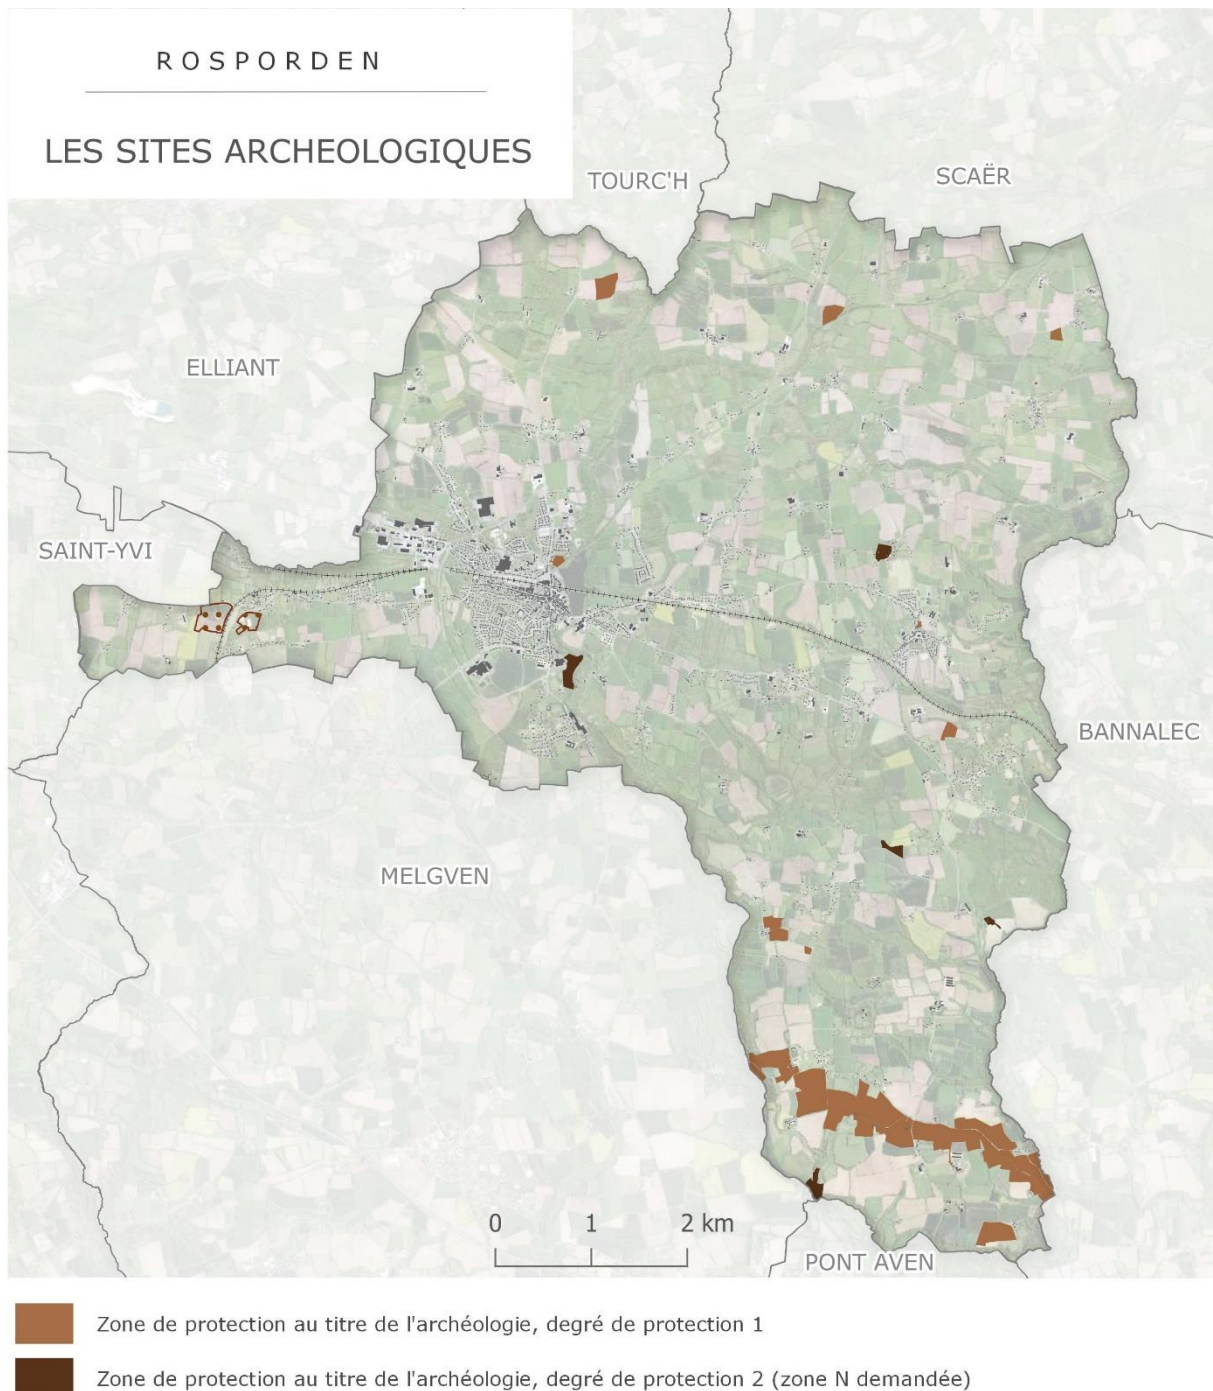 ROSPORDEN
LES SITES ARCHEOLOGIQUES
TOURC'H
SCAËR
ELLIANT
SAINT-YVI
BANNALEC
MELGVEN
0 1 2 km
PONT AVEN
Zone de protection au titre de l'archéologie, degré de protection 1
Zone de protection au titre de l'archéologie, degré de protection 2 (zone N demandée)